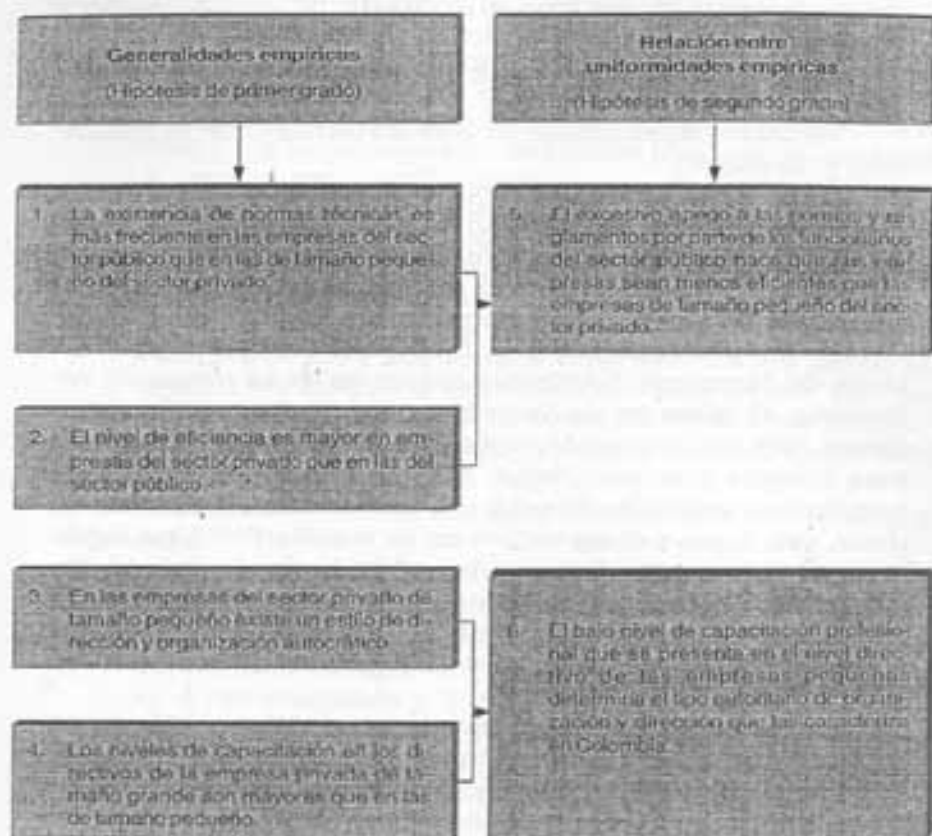 Generalidades empíricas
(Hipótesis de primer grado)
Relación entre
uniformidades empíricas
(Hipótesis de segundo grado)
1. La existencia de normas técnicas es
más frecuente en las empresas del sec-
tor público que en las de tamaño peque-
ño del sector privado.
2. El nivel de eficiencia es mayor en em-
presas del sector privado que en las del
sector público
3. En las empresas del sector privado de
tamaño pequeño existe un estilo de di-
rección y organización autocrático
4. Los niveles de capacitación en los di-
rectivos de la empresa privada de ta-
maño grande son mayores que en las
de tamaño pequeño.
5. El excesivo apego a las normas y re-
glamentos por parte de los funcionarios
del sector público hace que las em-
presas sean menos eficientes que las
empresas de tamaño pequeño del sec-
tor privado.
6. El bajo nivel de capacitación profesio-
nal que se presenta en el nivel direc-
tivo de las empresas pequeñas
determina el tipo autoritario de organi-
zación y dirección que las caracteriza
en Colombia.